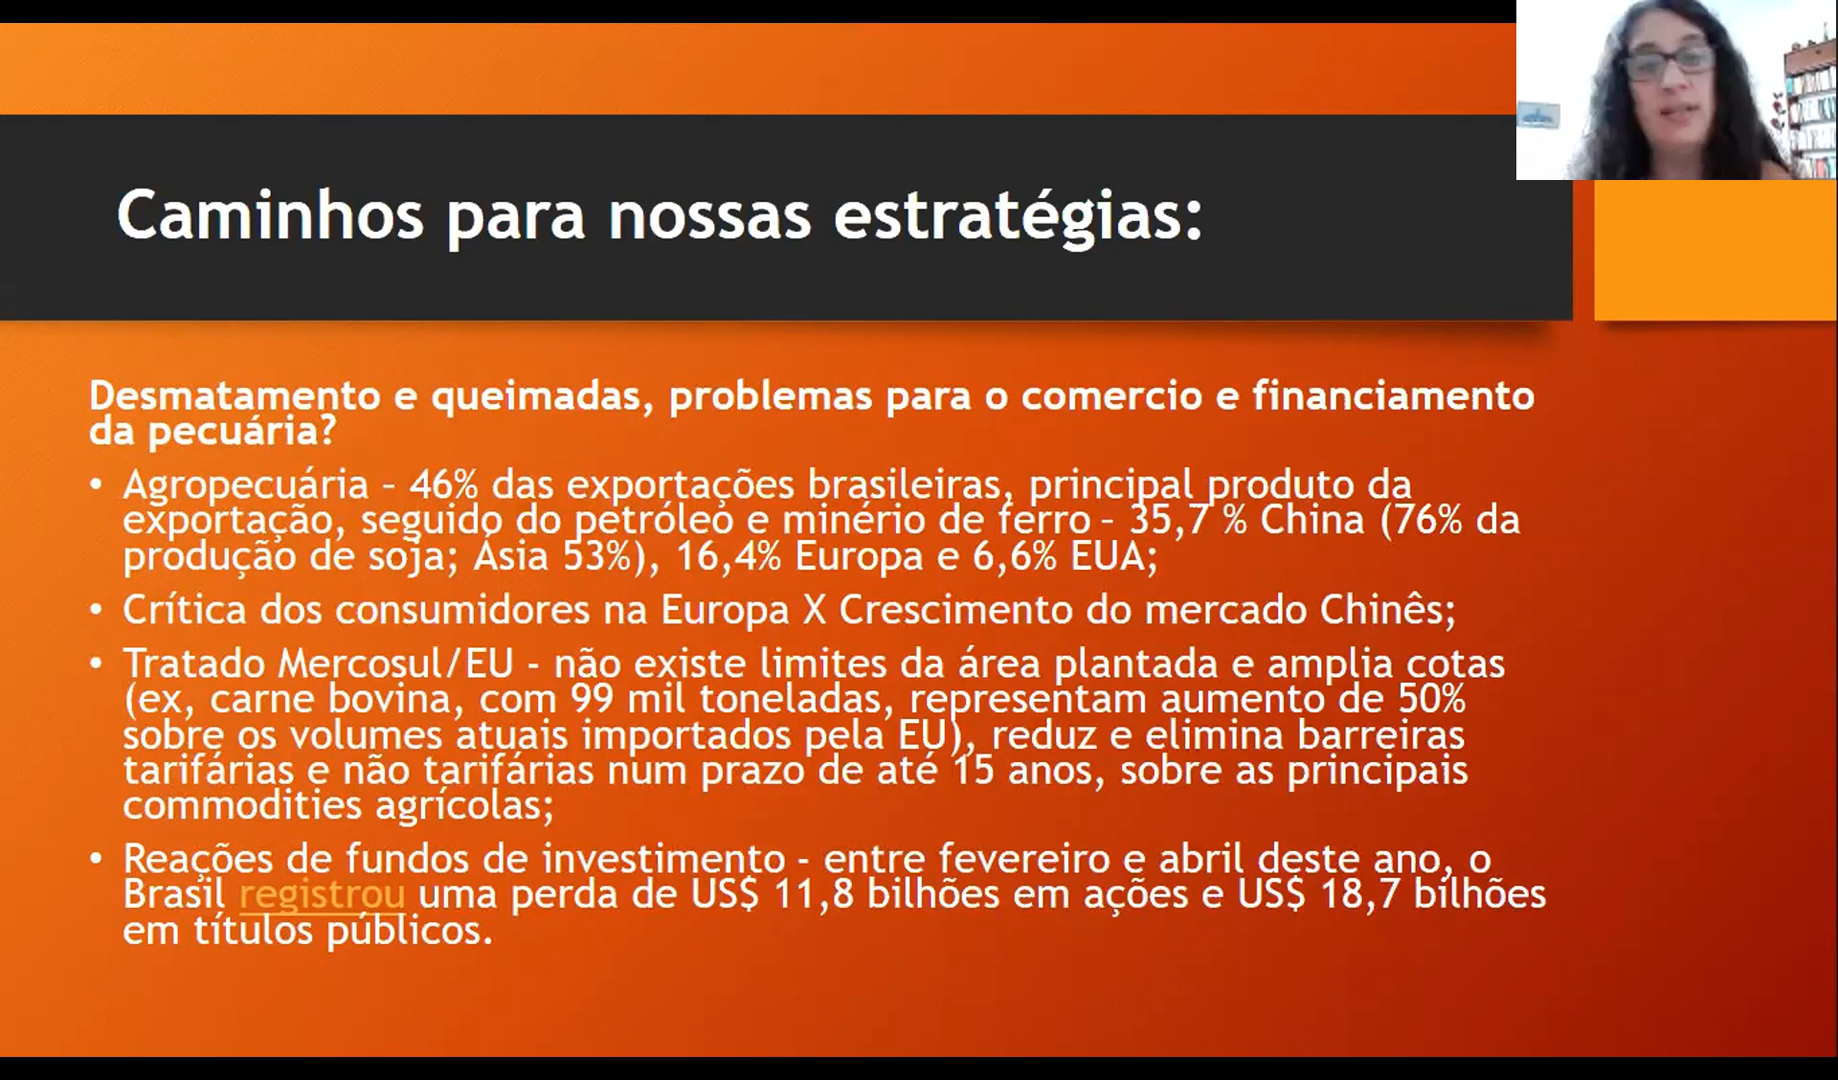 Caminhos para nossas estratégias:
Desmatamento e queimadas, problemas para o comercio e financiamento
da pecuária?
• Agropecuária – 46% das exportações brasileiras, principal produto da
exportação, seguido do petróleo e minério de ferro – 35,7 % China (76% da
produção de soja; Ásia 53%), 16,4% Europa e 6,6% EUA;
• Crítica dos consumidores na Europa X Crescimento do mercado Chinês;
• Tratado Mercosul/EU - não existe limites da área plantada e amplia cotas
(ex, carne bovina, com 99 mil toneladas, representam aumento de 50%
sobre os volumes atuais importados pela EU), reduz e elimina barreiras
tarifárias e não tarifárias num prazo de até 15 anos, sobre as principais
commodities agrícolas;
• Reações de fundos de investimento - entre fevereiro e abril deste ano, o
Brasil registrou uma perda de US$ 11,8 bilhões em ações e US$ 18,7 bilhões
em títulos públicos.